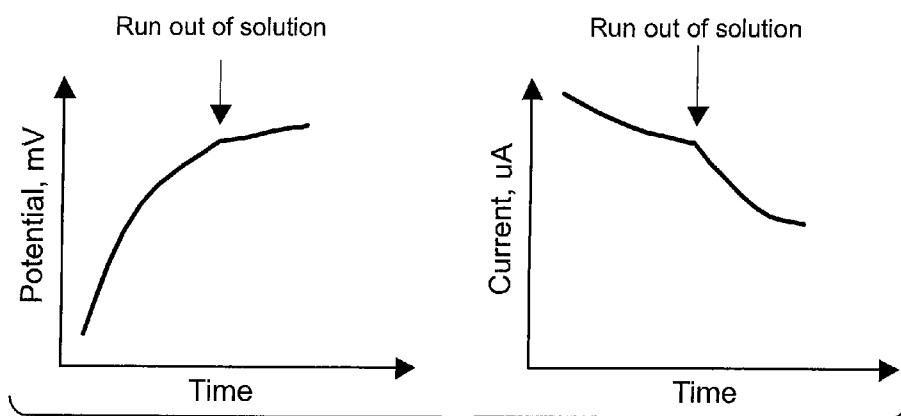 Run out of solution
Potential, mV
Time
Run out of solution
Current, uA
Time